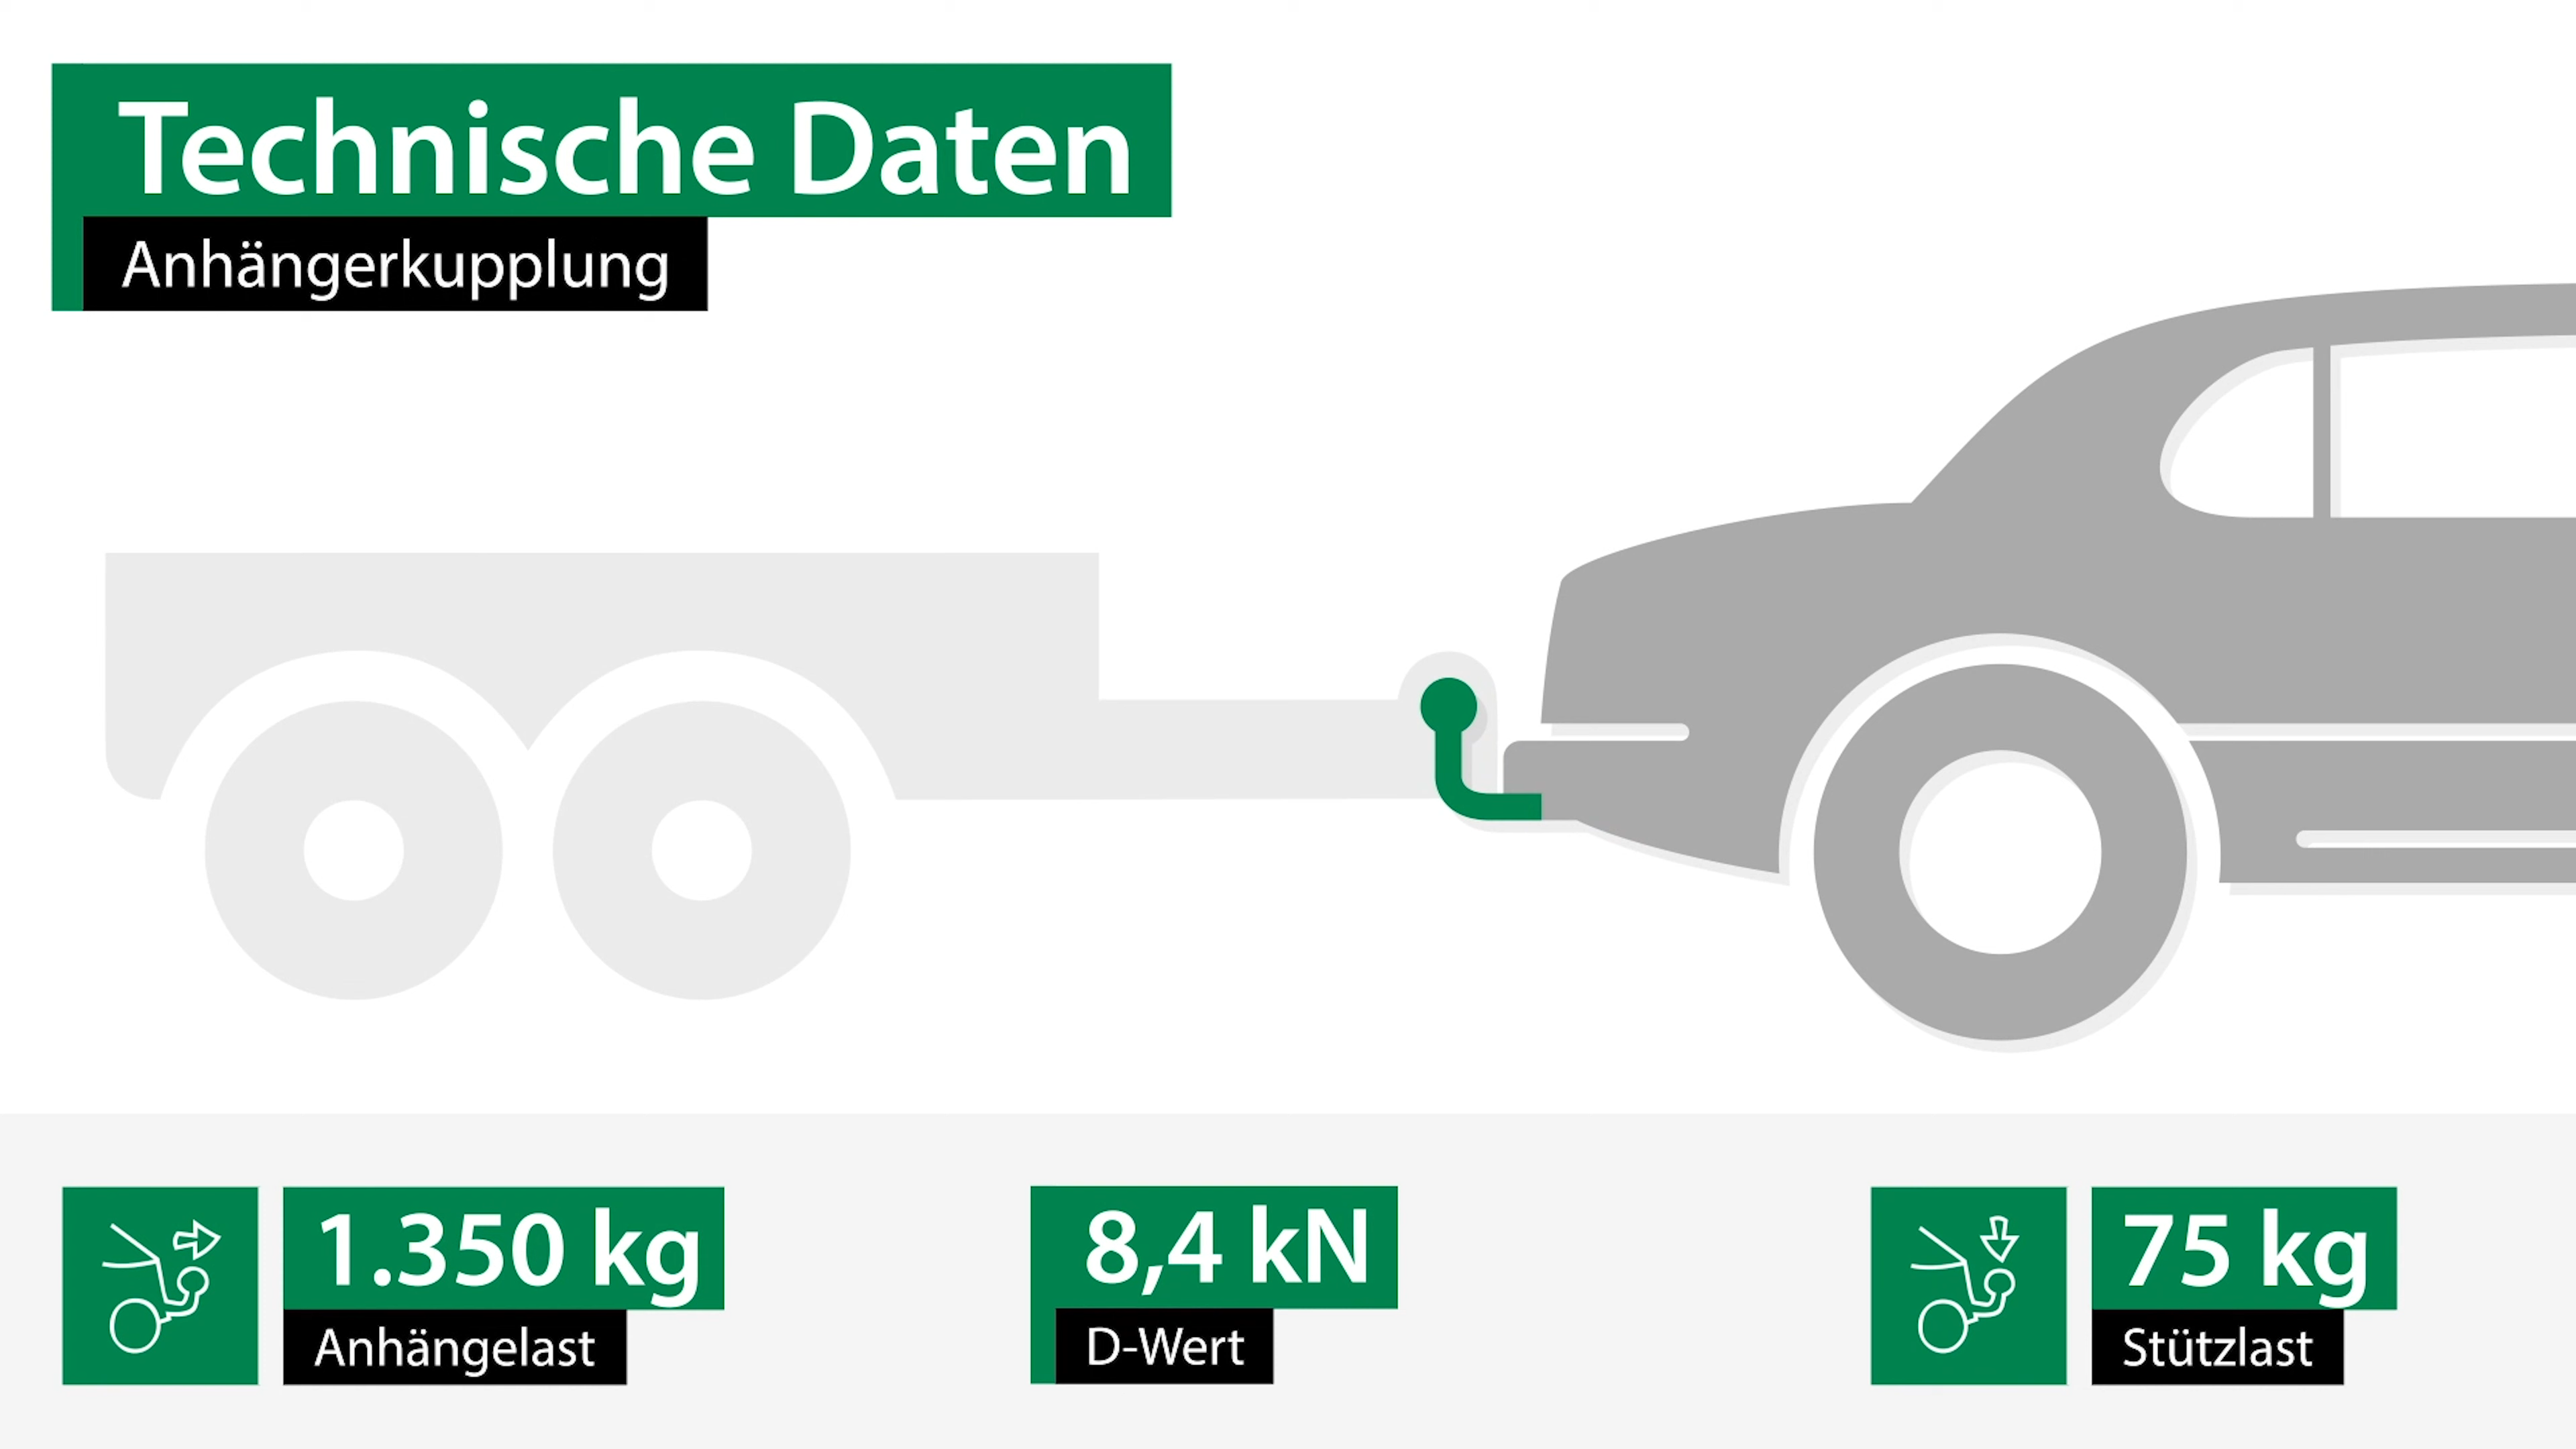 Technische Daten
Anhängerkupplung
1.350 kg
Anhängelast
8,4 kN
D-Wert
75 kg
Stützlast